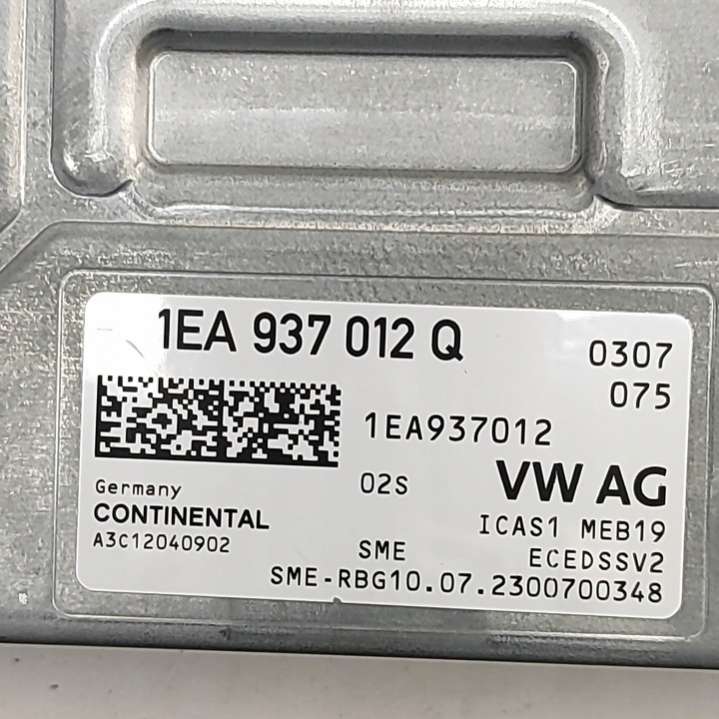 1EA 937 012 Q
0307
075
1EA937012
02S
VW AG
Germany
CONTINENTAL
A3C12040902
ICAS1 MEB19
SME
ECEDSSV2
SME-RBG10.07.2300700348